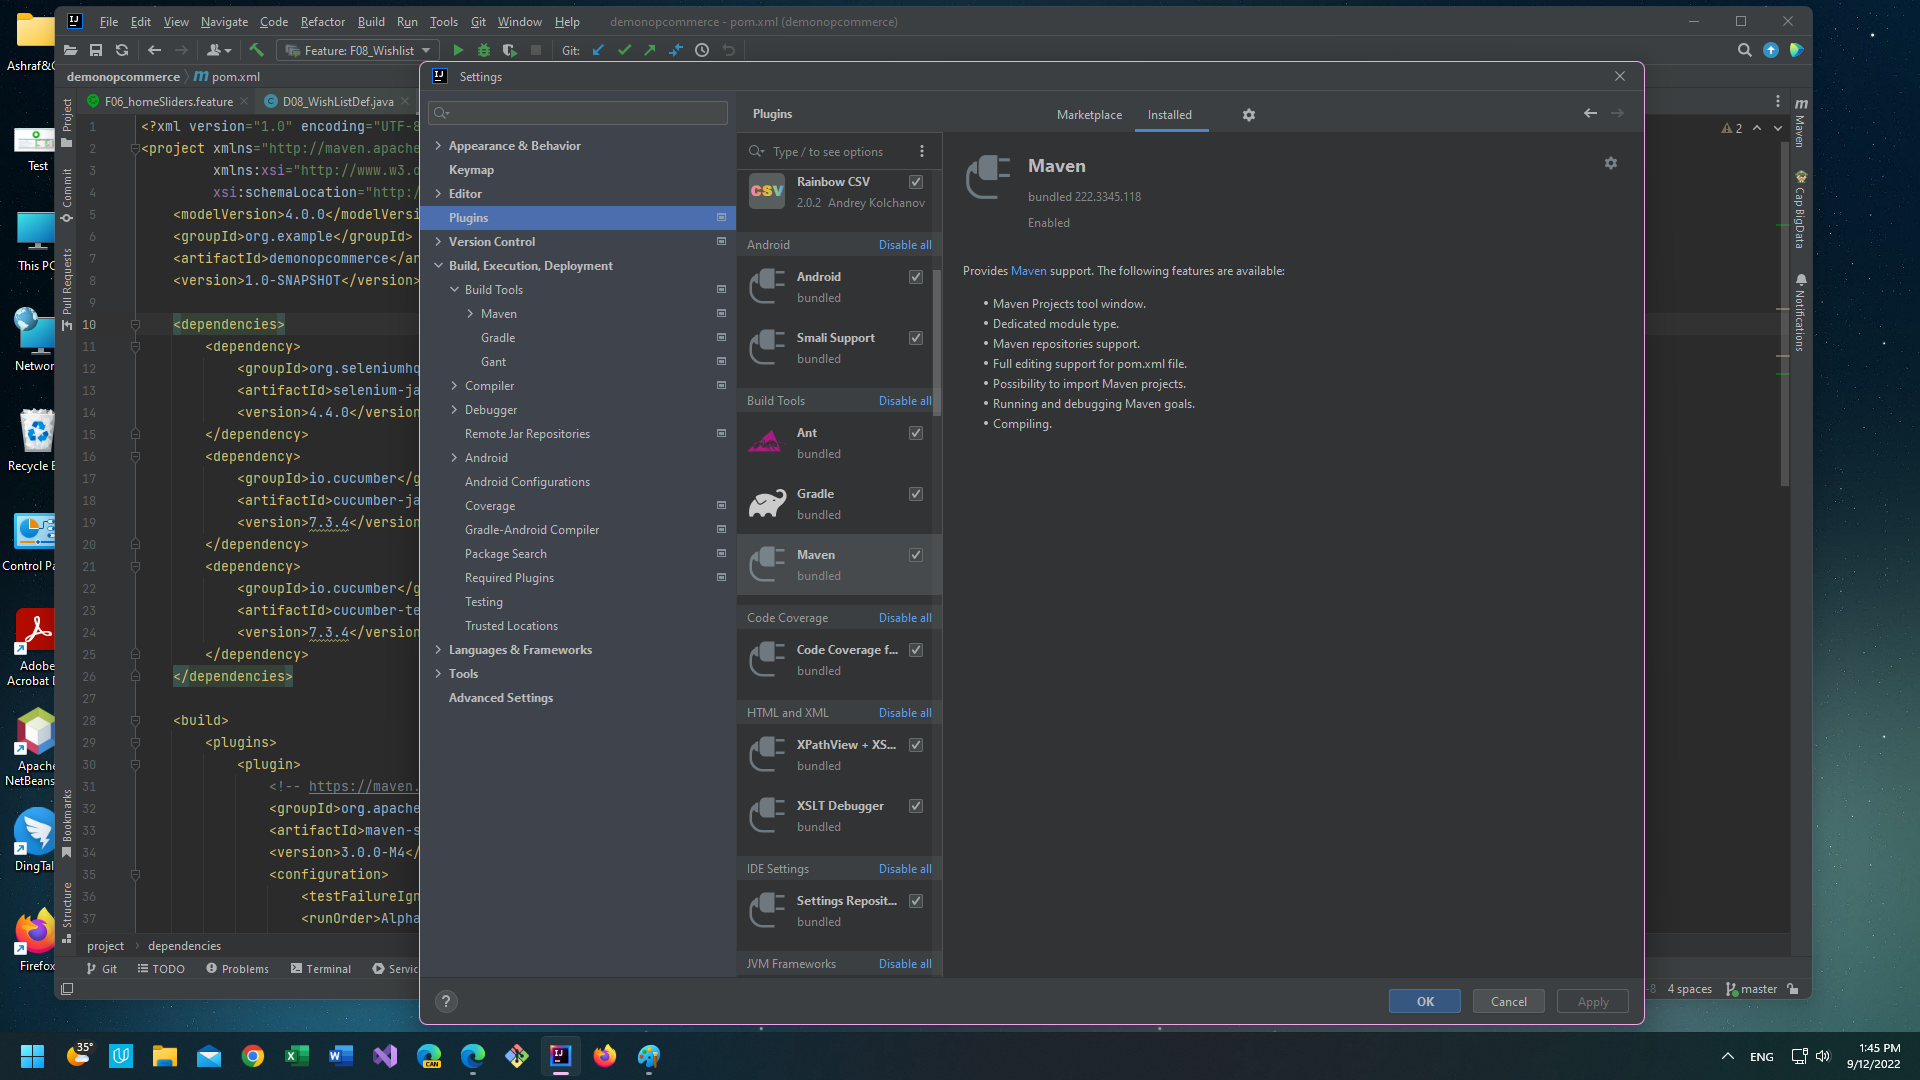 Ashraf&
Test
This PC
Networ
Recycle
Control Pa
Adobe
Acrobat
Apache
NetBeans
DingTal
Firefox
File Edit View Navigate Code Refactor Build Run Tools Git Window Help demonopcommerce - pom.xml (demonopcommerce)
Feature: F08_Wishlist Git:
demonopcommerce pom.xml
F06_homeSliders.feature D08_WishListDef.java
Project
Commit
Pull Requests
Bookmarks
Structure
1 <?xml version="1.0" encoding="UTF-8
2 <project xmlns="http://maven.apache
3 xmlns:xsi="http://www.w3.o
4 xsi:schemaLocation="http:/
5 <modelVersion>4.0.0</modelVersi
6 <groupId>org.example</groupId>
7 <artifactId>demonopcommerce</ar
8 <version>1.0-SNAPSHOT</version>
9
10 <dependencies>
11 <dependency>
12 <groupId>org.seleniumhq
13 <artifactId>selenium-ja
14 <version>4.4.0</version
15 </dependency>
16 <dependency>
17 <groupId>io.cucumber</g
18 <artifactId>cucumber-ja
19 <version>7.3.4</version
20 </dependency>
21 <dependency>
22 <groupId>io.cucumber</g
23 <artifactId>cucumber-te
24 <version>7.3.4</version
25 </dependency>
26 </dependencies>
27
28 <build>
29 <plugins>
30 <plugin>
31 <!-- https://maven.
32 <groupId>org.apache
33 <artifactId>maven-s
34 <version>3.0.0-M4</
35 <configuration>
36 <testFailureIgn
37 <runOrder>Alpha
project dependencies
Git TODO Problems Terminal Servic
Settings
Appearance & Behavior
Keymap
Editor
Plugins
Version Control
Build, Execution, Deployment
Build Tools
Maven
Gradle
Gant
Compiler
Debugger
Remote Jar Repositories
Android
Android Configurations
Coverage
Gradle-Android Compiler
Package Search
Required Plugins
Testing
Trusted Locations
Languages & Frameworks
Tools
Advanced Settings
Plugins Marketplace Installed
Type / to see options
Rainbow CSV
CSV
2.0.2 Andrey Kolchanov
Android Disable all
Android
bundled
Smali Support
bundled
Build Tools Disable all
Ant
bundled
Gradle
bundled
Maven
bundled
Code Coverage Disable all
Code Coverage f...
bundled
HTML and XML Disable all
XPathView + XS...
bundled
XSLT Debugger
bundled
IDE Settings Disable all
Settings Reposit...
bundled
JVM Frameworks Disable all
Maven
bundled 222.3345.118
Enabled
Provides Maven support. The following features are available:
• Maven Projects tool window.
• Dedicated module type.
• Maven repositories support.
• Full editing support for pom.xml file.
• Possibility to import Maven projects.
• Running and debugging Maven goals.
• Compiling.
? OK Cancel Apply
2
m
Maven
Cap BigData
Notifications
-8 4 spaces master
35°
CAN
ENG
1:45 PM
9/12/2022